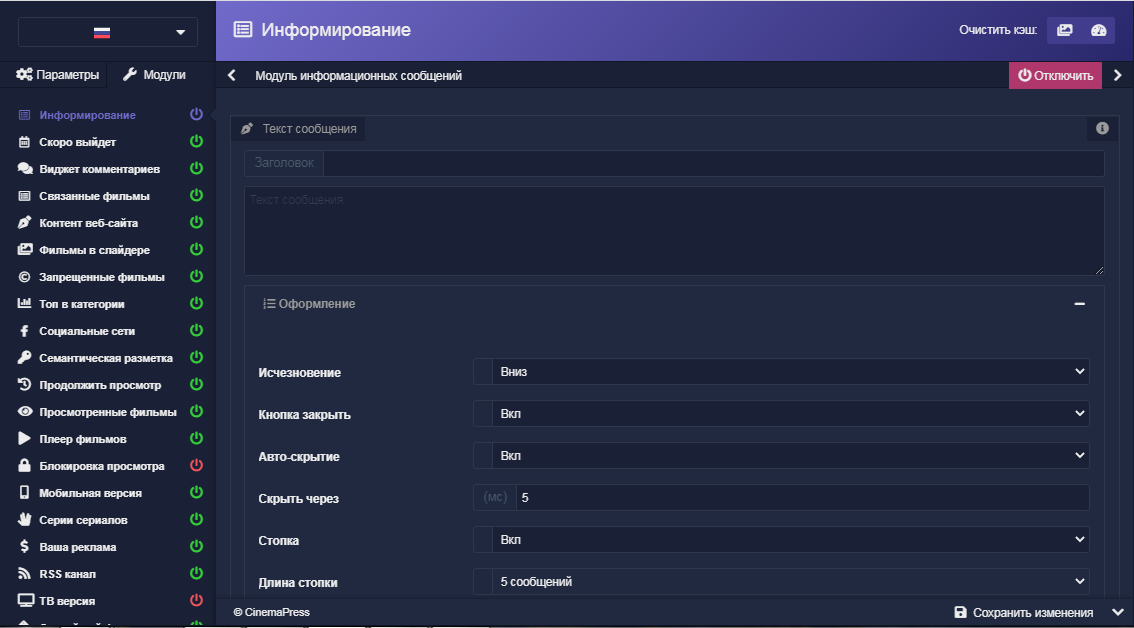 Информирование
Очистить кэш:
Параметры
Модули
Модуль информационных сообщений
Отключить
Информирование
Скоро выйдет
Виджет комментариев
Связанные фильмы
Контент веб-сайта
Фильмы в слайдере
Запрещенные фильмы
Топ в категории
Социальные сети
Семантическая разметка
Продолжить просмотр
Просмотренные фильмы
Плеер фильмов
Блокировка просмотра
Мобильная версия
Серии сериалов
Ваша реклама
RSS канал
ТВ версия
Текст сообщения
Заголовок
Текст сообщения
Оформление
Исчезновение Вниз
Кнопка закрыть Вкл
Авто-скрытие Вкл
Скрыть через (мс) 5
Стопка Вкл
Длина стопки 5 сообщений
© CinemaPress
Сохранить изменения